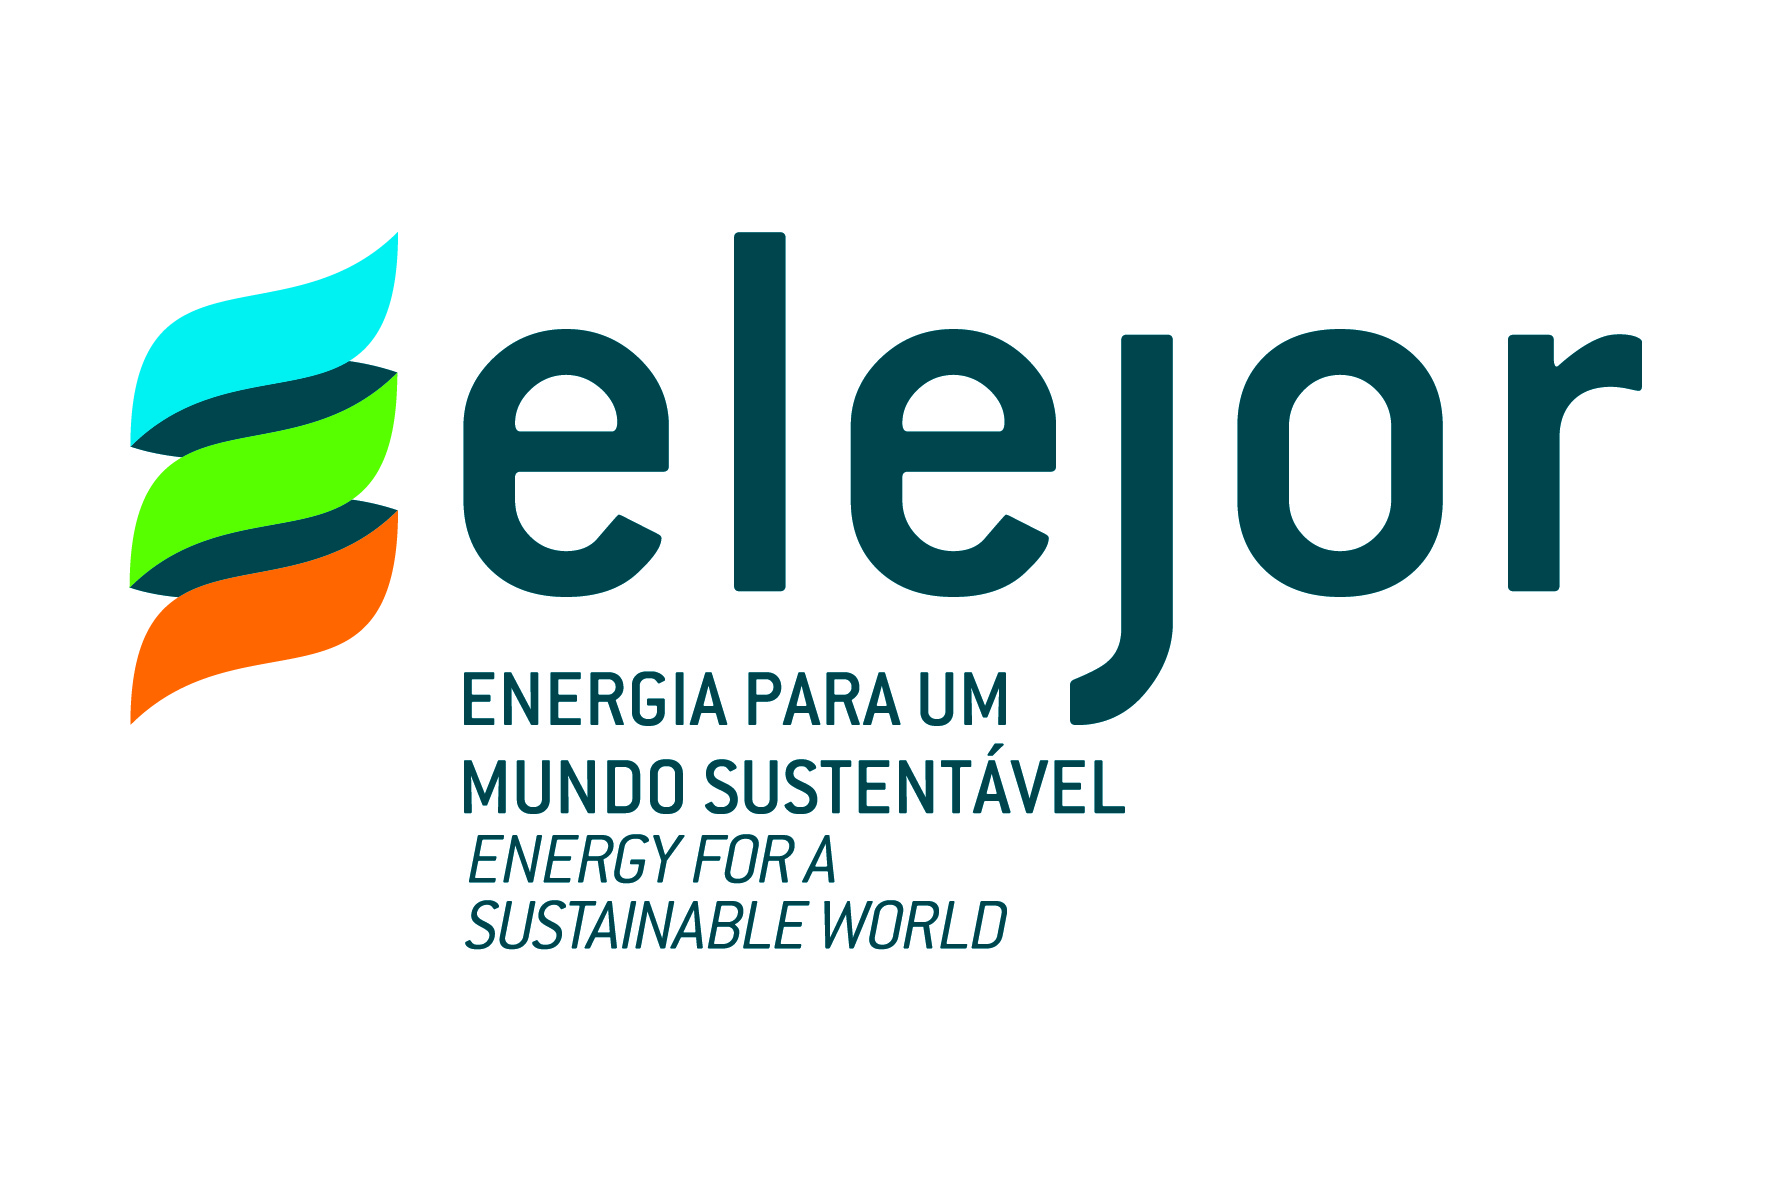 elejor
ENERGIA PARA UM
MUNDO SUSTENTÁVEL
ENERGY FOR A
SUSTAINABLE WORLD